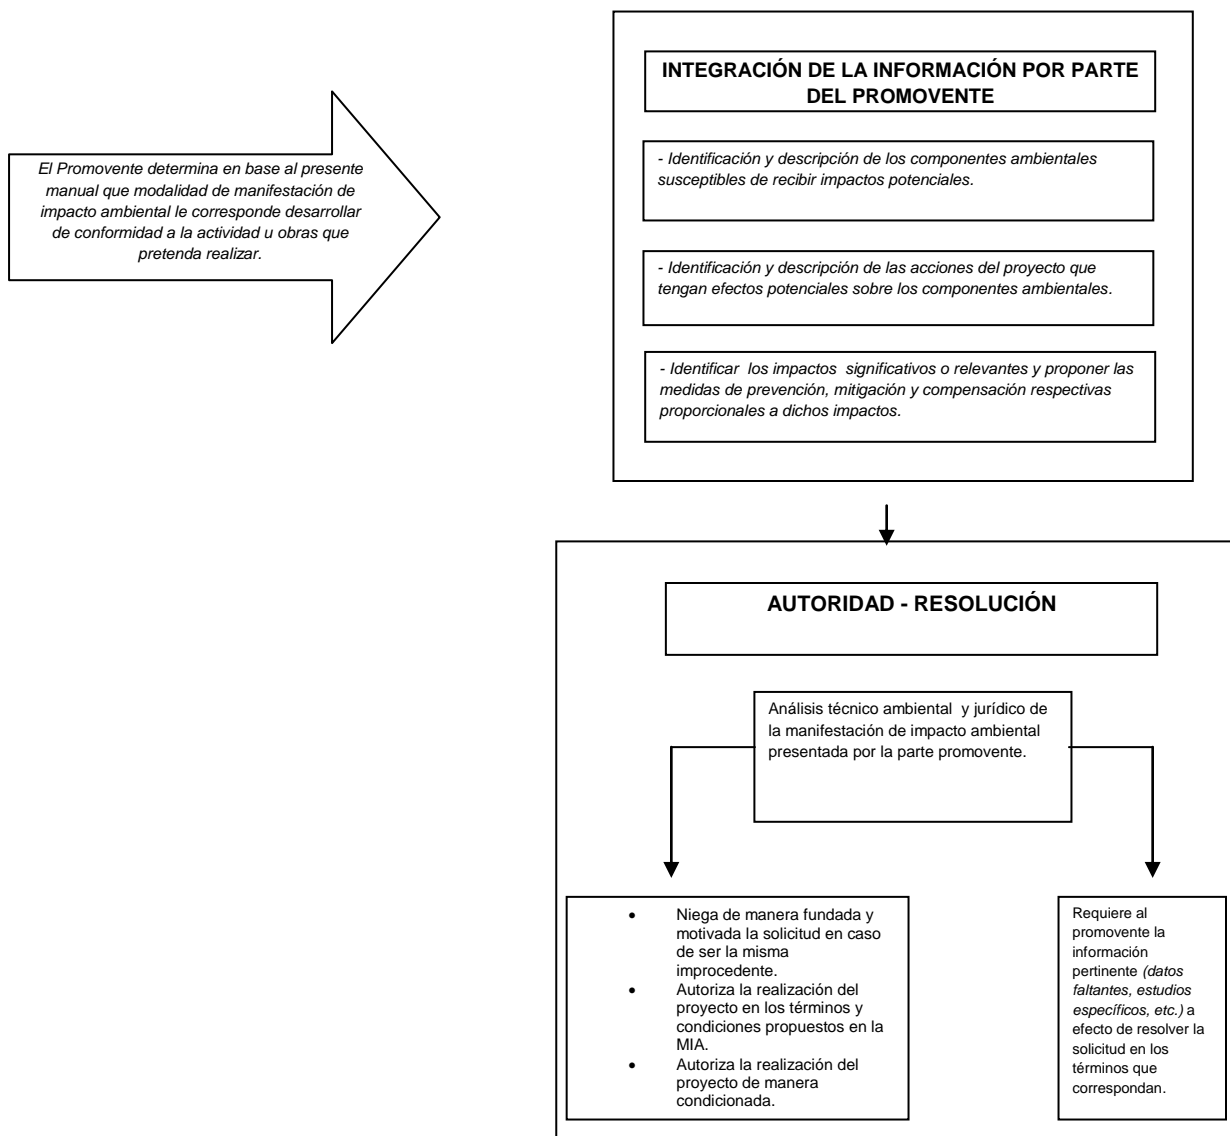 El Promovente determina en base al presente
manual que modalidad de manifestación de
impacto ambiental le corresponde desarrollar
de conformidad a la actividad u obras que
pretenda realizar.
INTEGRACIÓN DE LA INFORMACIÓN POR PARTE
DEL PROMOVENTE
- Identificación y descripción de los componentes ambientales
susceptibles de recibir impactos potenciales.
- Identificación y descripción de las acciones del proyecto que
tengan efectos potenciales sobre los componentes ambientales.
- Identificar los impactos significativos o relevantes y proponer las
medidas de prevención, mitigación y compensación respectivas
proporcionales a dichos impactos.
AUTORIDAD - RESOLUCIÓN
Análisis técnico ambiental y jurídico de
la manifestación de impacto ambiental
presentada por la parte promovente.
• Niega de manera fundada y
motivada la solicitud en caso
de ser la misma
improcedente.
• Autoriza la realización del
proyecto en los términos y
condiciones propuestos en la
MIA.
• Autoriza la realización del
proyecto de manera
condicionada.
Requiere al
promovente la
información
pertinente (datos
faltantes, estudios
específicos, etc.) a
efecto de resolver la
solicitud en los
términos que
correspondan.